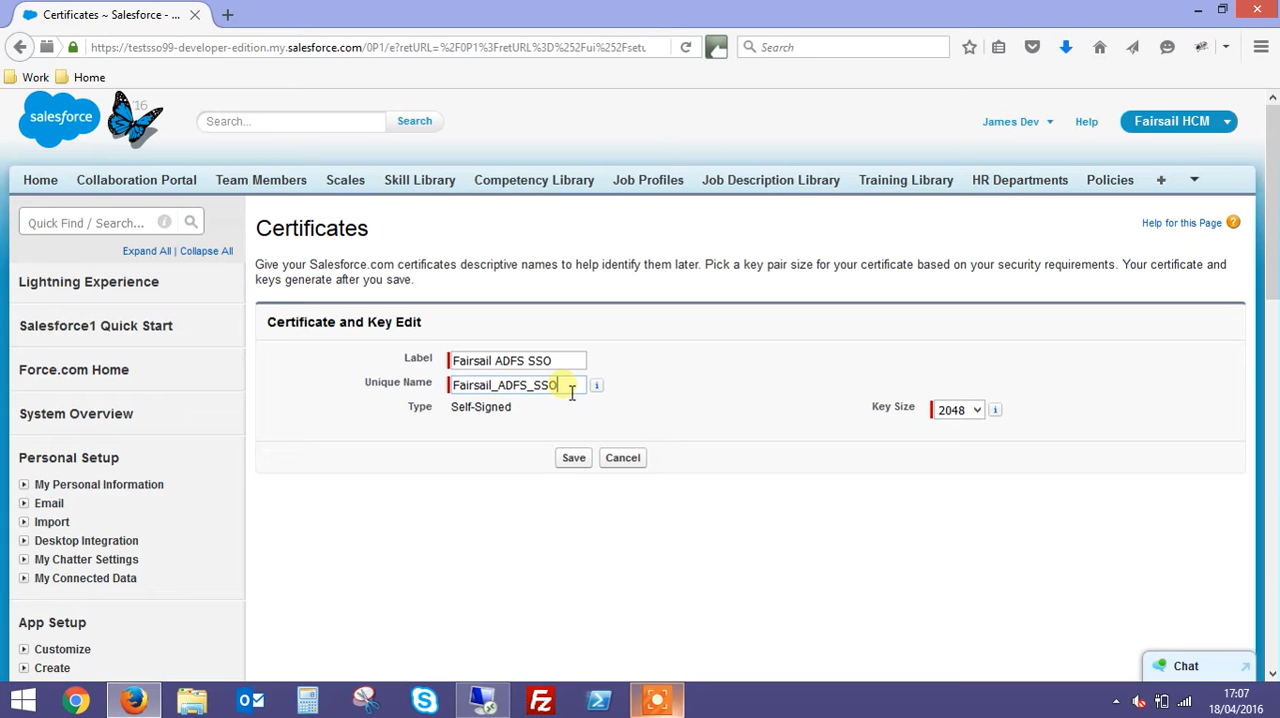 Certificates ~ Salesforce - ...
https://testsso99-developer-edition.my.salesforce.com/0P1/e?retURL=%2F0P1%3FretURL%3D%252Fui%252Fsetu.
Search
Work
Home
salesforce
'16
Search...
Search
James Dev
Help
Fairsail HCM
Home
Collaboration Portal
Team Members
Scales
Skill Library
Competency Library
Job Profiles
Job Description Library
Training Library
HR Departments
Policies
+
Quick Find / Search...
Expand All | Collapse All
Lightning Experience
Salesforce1 Quick Start
Force.com Home
System Overview
Personal Setup
My Personal Information
Email
Import
Desktop Integration
My Chatter Settings
My Connected Data
App Setup
Customize
Create
Certificates
Help for this Page ?
Give your Salesforce.com certificates descriptive names to help identify them later. Pick a key pair size for your certificate based on your security requirements. Your certificate and
keys generate after you save.
Certificate and Key Edit
Label
Fairsail ADFS SSO
Unique Name
Fairsail_ADFS_SSO
Type
Self-Signed
Key Size
2048
Save
Cancel
Chat
17:07
18/04/2016